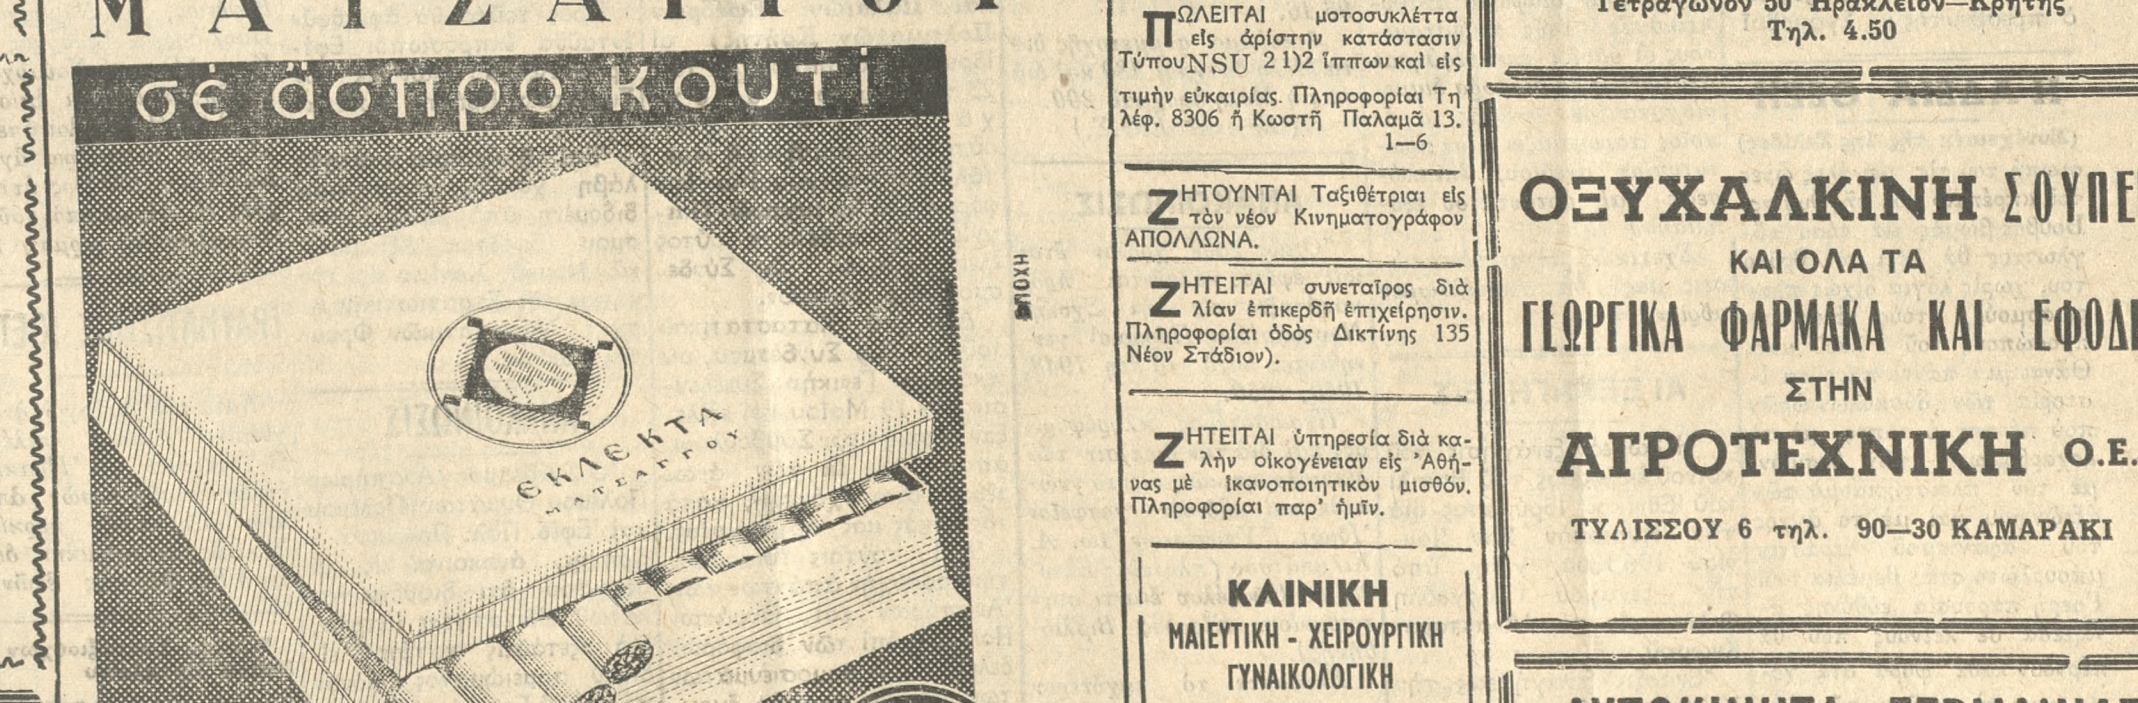 ΜΑΤΣΑΓΓΟΥ
σὲ ἄσπρο κουτί
ΕΚΛΕΚΤΑ
ΜΑΤΣΑΓΓΟΥ
ΗΧΟΙ
ΠΩΛΕΙΤΑΙ μοτοσυκλέττα
εἰς ἀρίστην κατάστασιν
Τύπου NSU 2 1)2 ἵππων καὶ εἰς
τιμὴν εὐκαιρίας. Πληροφορίαι Τη
λέφ. 8306 ἢ Κωστῆ Παλαμᾶ 13.
1—6
ΖΗΤΟΥΝΤΑΙ Ταξιθέτριαι εἰς
τὸν νέον Κινηματογράφον
ΑΠΟΛΛΩΝΑ.
ΖΗΤΕΙΤΑΙ συνεταῖρος διὰ
λίαν ἐπικερδῆ ἐπιχείρησιν.
Πληροφορίαι ὁδὸς Δικτίνης 135
Νέον Στάδιον).
ΖΗΤΕΙΤΑΙ ὑπηρεσία διὰ κα-
λὴν οἰκογένειαν εἰς Ἀθή-
νας μὲ ἱκανοποιητικὸν μισθόν.
Πληροφορίαι παρ' ἡμῖν.
ΚΛΙΝΙΚΗ
ΜΑΙΕΥΤΙΚΗ - ΧΕΙΡΟΥΡΓΙΚΗ
ΓΥΝΑΙΚΟΛΟΓΙΚΗ
Τετράγωνον 50 Ἡράκλειον—Κρήτης
Τηλ. 4.50
ΟΞΥΧΑΛΚΙΝΗ ΣΟΥΠΕ
ΚΑΙ ΟΛΑ ΤΑ
ΓΕΩΡΓΙΚΑ ΦΑΡΜΑΚΑ ΚΑΙ ΕΦΟΔΙ
ΣΤΗΝ
ΑΓΡΟΤΕΧΝΙΚΗ Ο.Ε.
ΤΥΛΙΣΣΟΥ 6 τηλ. 90—30 ΚΑΜΑΡΑΚΙ